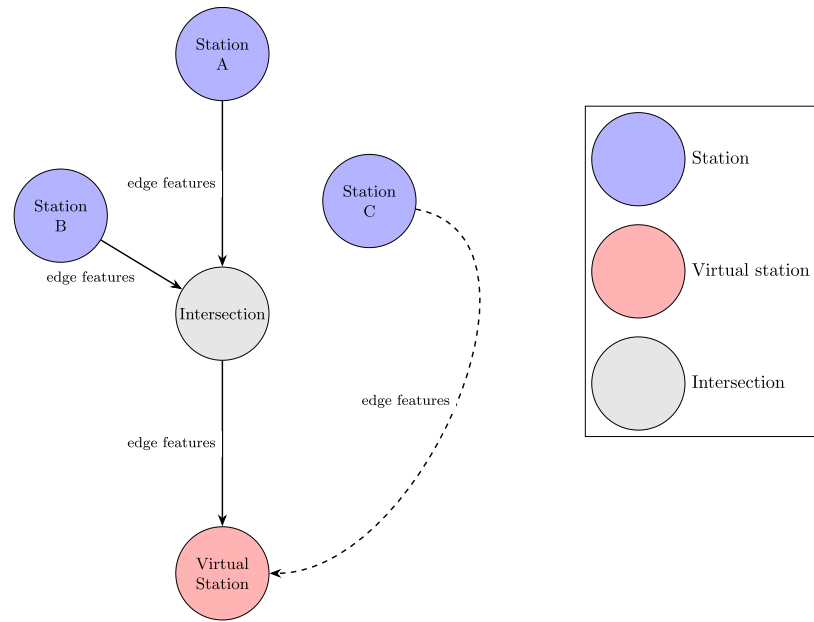 Station
A
edge features
Station
B
Station
C
edge features
Intersection
edge features
edge features
Virtual
Station
Station
Virtual station
Intersection